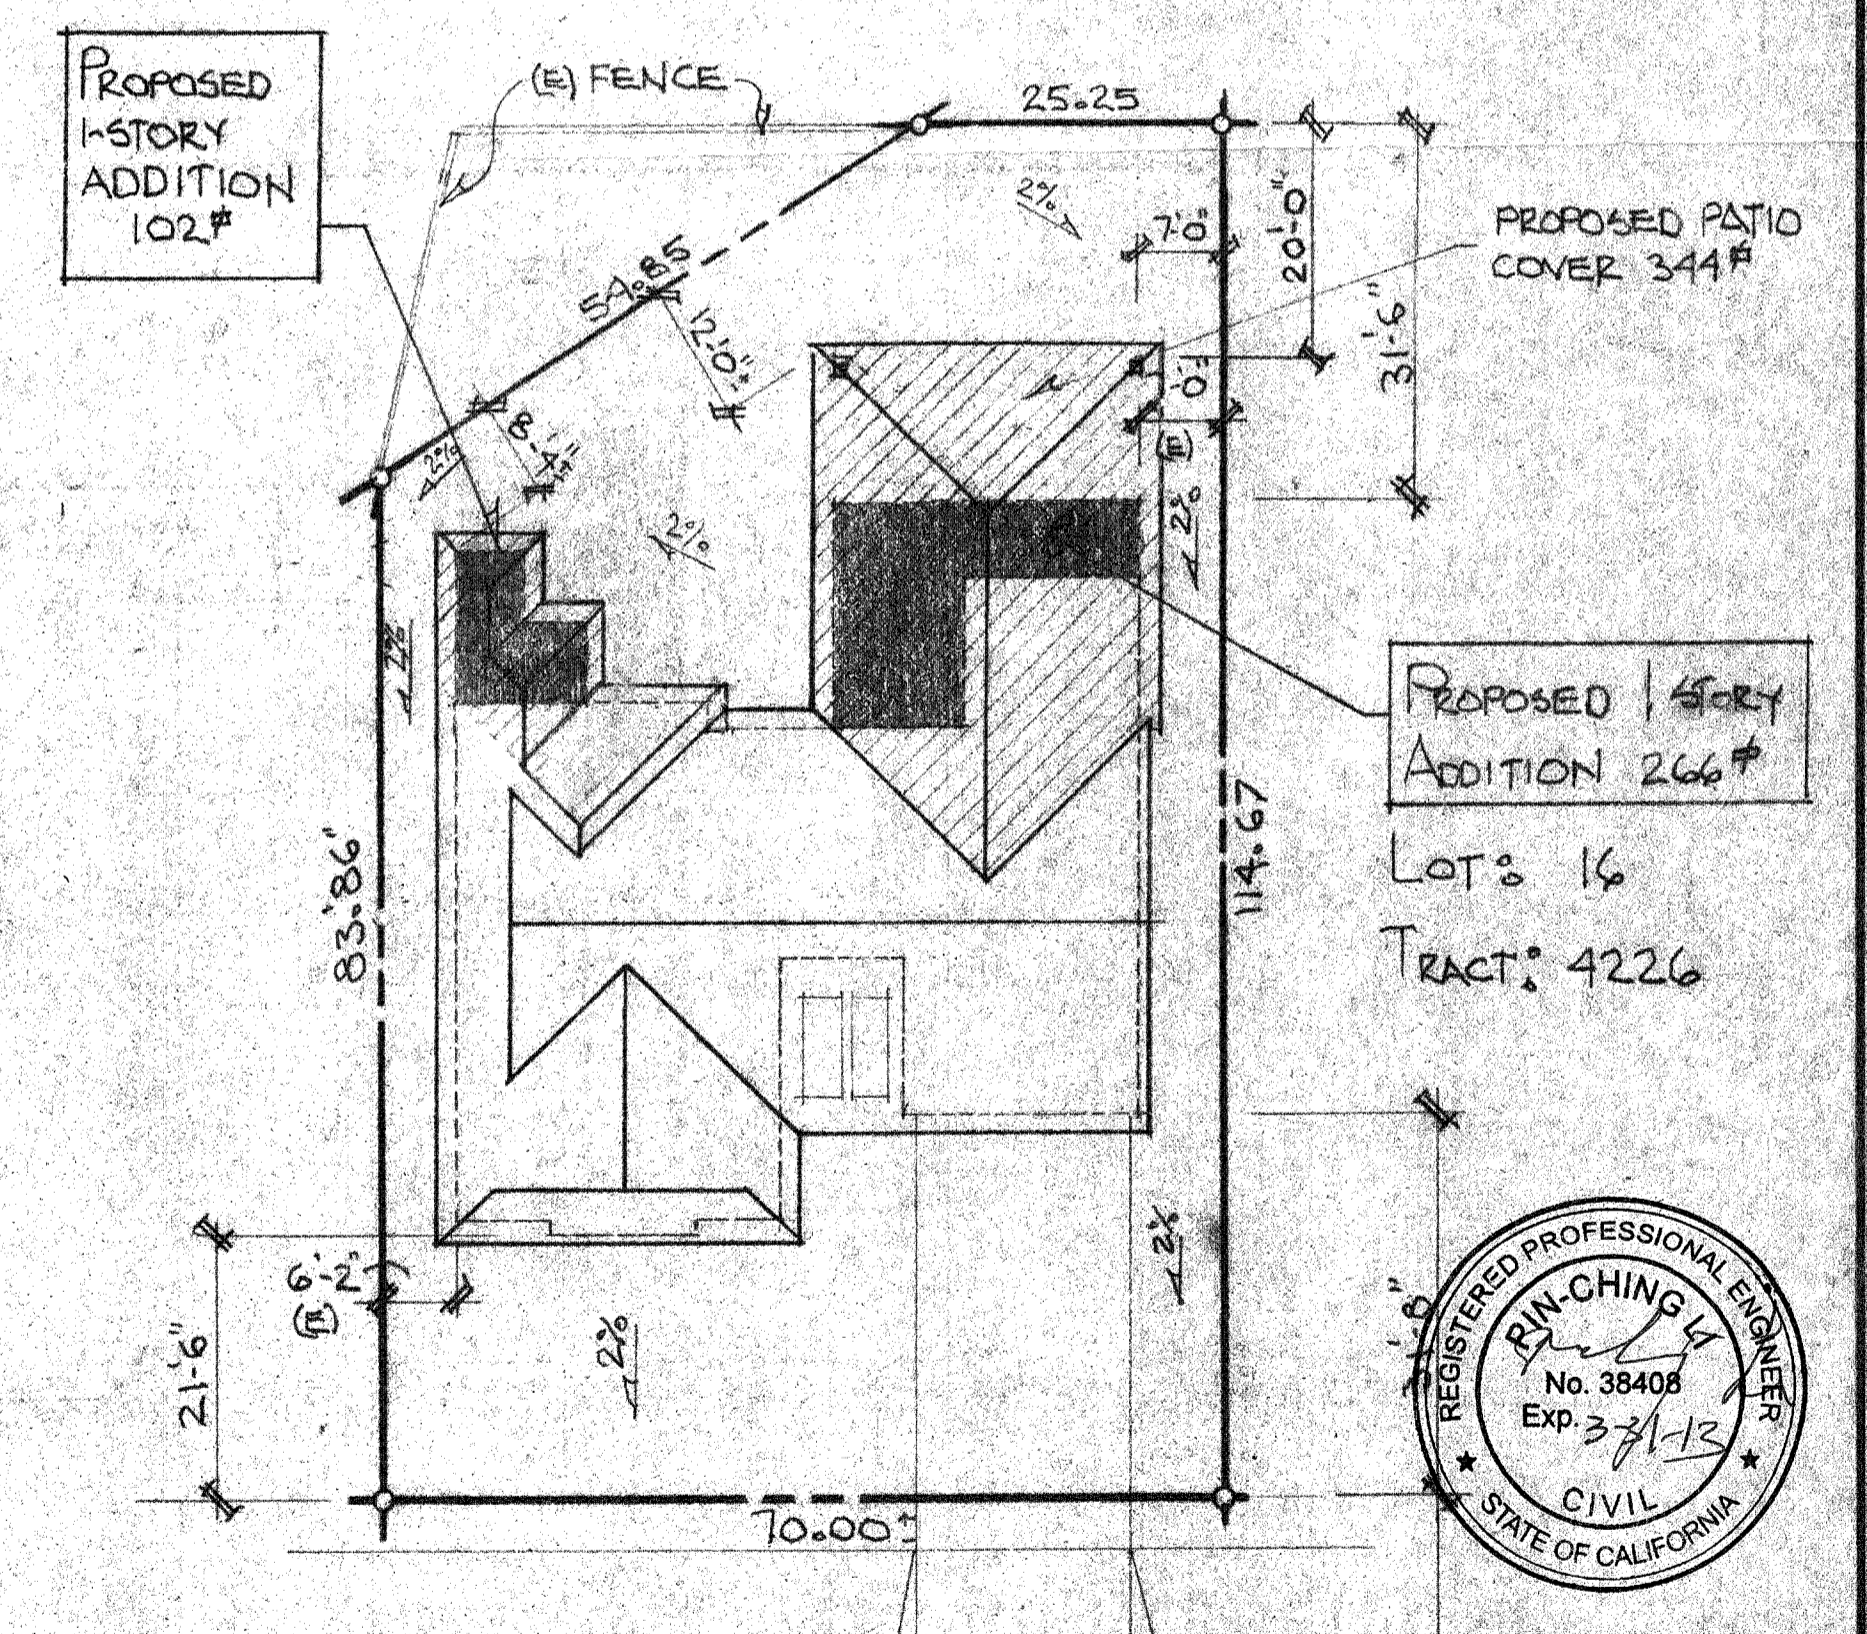 PROPOSED
1-STORY
ADDITION
102⌗
(E) FENCE
25.25
54.85
2%
7'-0"
20'-0"
31'-6"
PROPOSED PATIO
COVER 344⌗
12'-0"±
8'-4"±
2%
(E)
2%
2%
2%
PROPOSED 1 STORY
ADDITION 266⌗
LOT: 16
TRACT: 4226
83'.86"
114.67
6'-2"
(E)
21'-6"
2%
2%
70.00±
REGISTERED PROFESSIONAL ENGINEER
RIN-CHING LI
No. 38408
Exp. 3-31-13
CIVIL
STATE OF CALIFORNIA